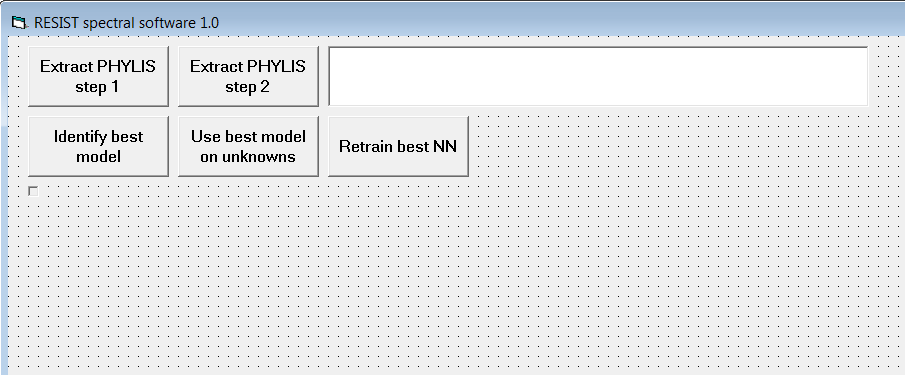 RESIST spectral software 1.0
Extract PHYLIS
step 1
Extract PHYLIS
step 2
Identify best
model
Use best model
on unknowns
Retrain best NN